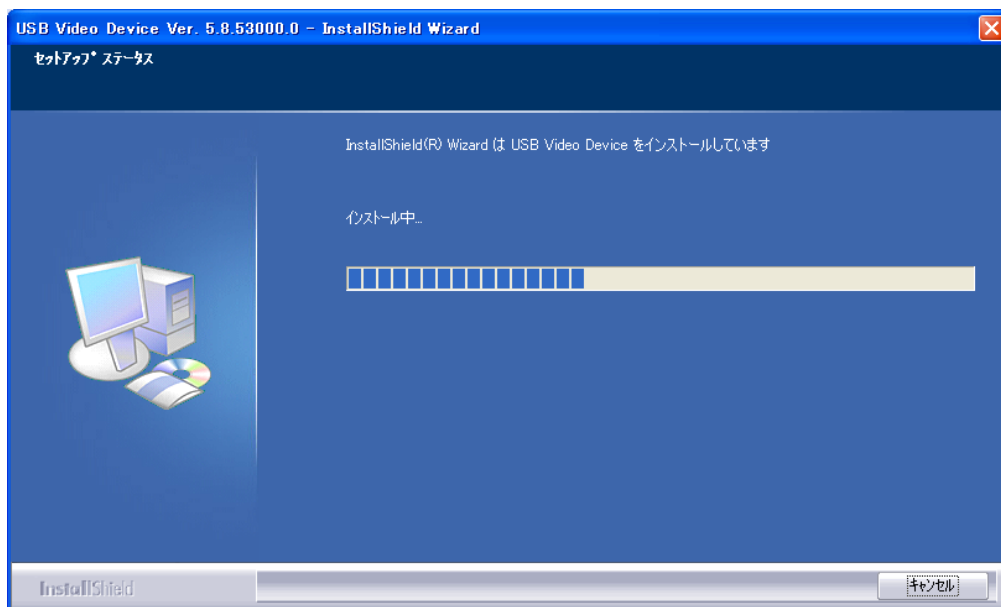 USB Video Device Ver. 5.8.53000.0 - InstallShield Wizard
ｾｯﾄｱｯﾌﾟ ｽﾃｰﾀｽ
InstallShield(R) Wizard は USB Video Device をインストールしています
インストール中...
InstallShield
ｷｬﾝｾﾙ